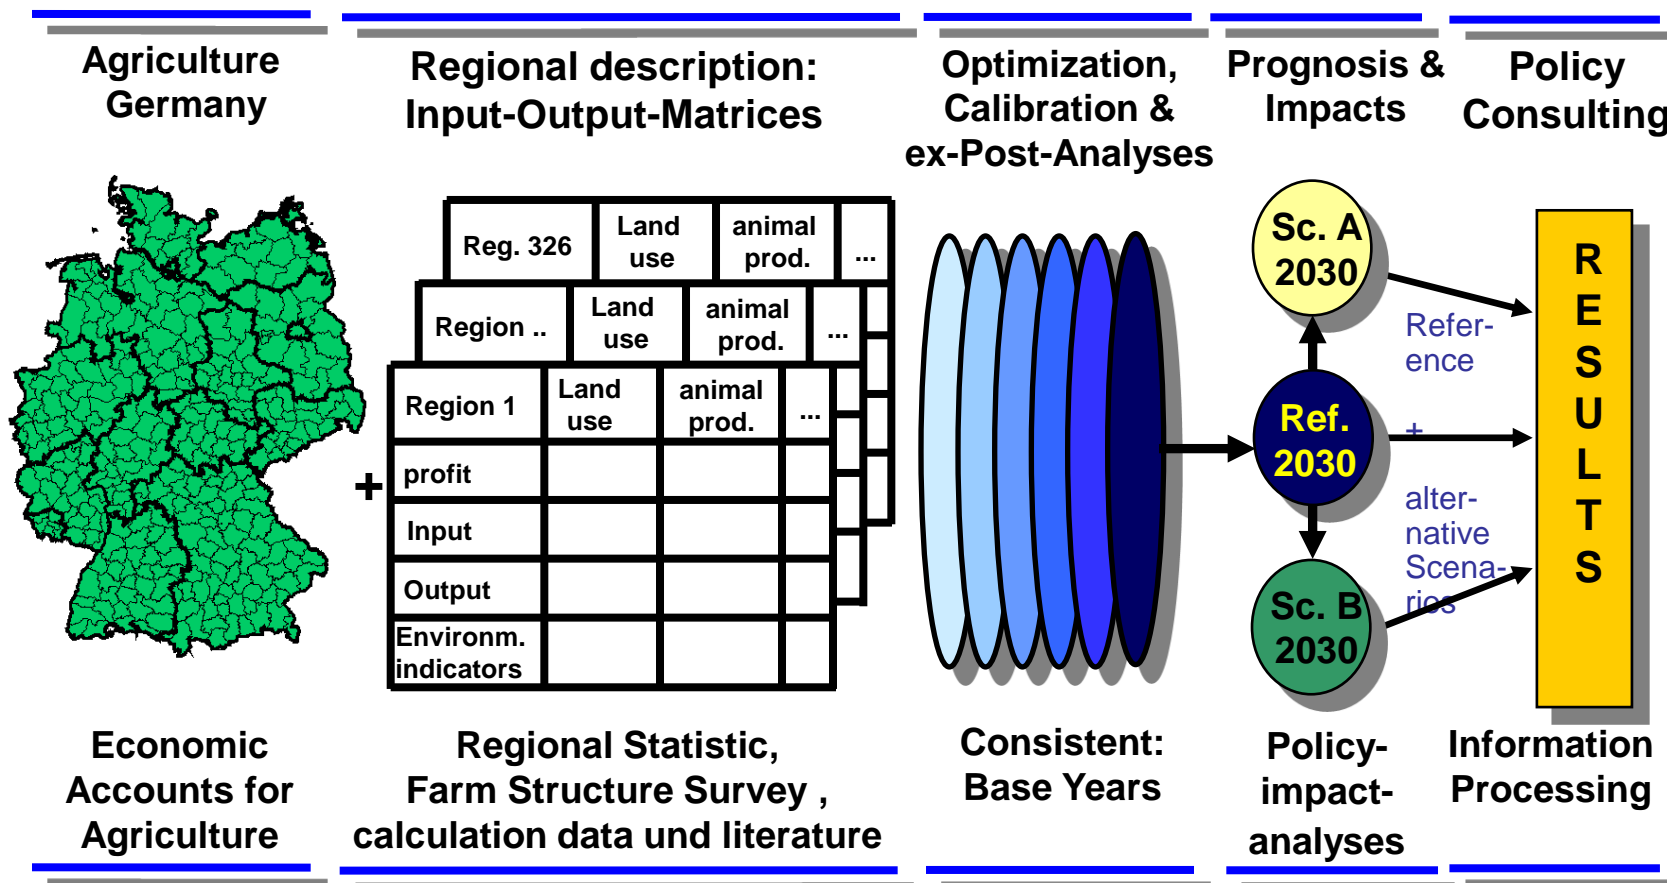 Agriculture
Germany
Regional description:
Input-Output-Matrices
Optimization,
Calibration &
ex-Post-Analyses
Prognosis &
Impacts
Policy
Consulting
Reg. 326
Land
use
animal
prod.
...
Region ..
Land
use
animal
prod.
...
Region 1
Land
use
animal
prod.
...
+
profit
Input
Output
Environm.
indicators
Sc. A
2030
Ref.
2030
Sc. B
2030
Refer-
ence
+
alter-
native
Scena-
rios
R
E
S
U
L
T
S
Economic
Accounts for
Agriculture
Regional Statistic,
Farm Structure Survey ,
calculation data und literature
Consistent:
Base Years
Policy-
impact-
analyses
Information
Processing